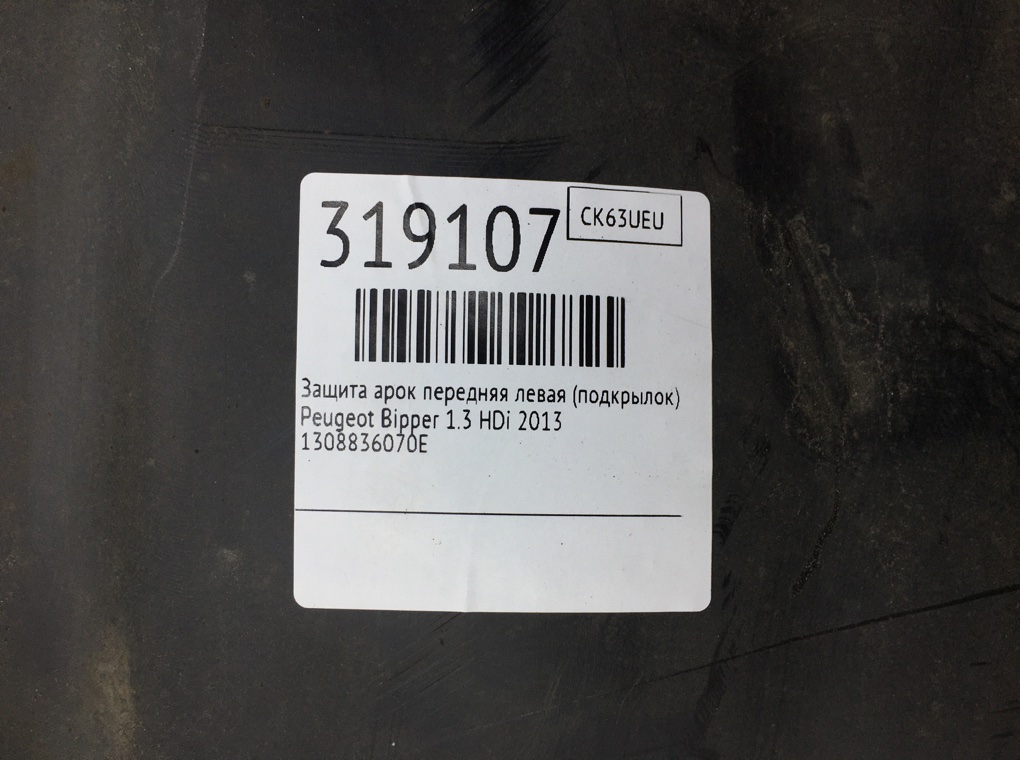 319107
CK63UEU
Защита арок передняя левая (подкрылок)
Peugeot Bipper 1.3 HDi 2013
1308836070E